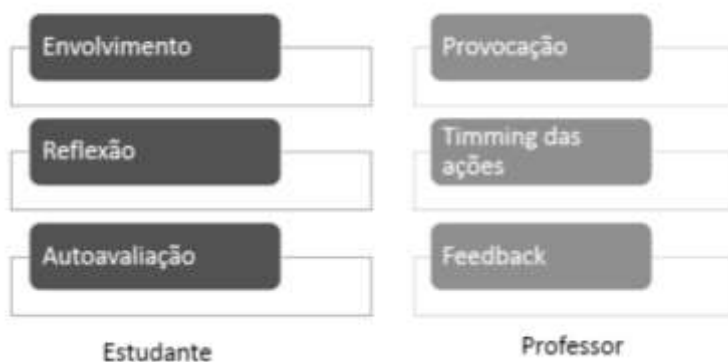 Envolvimento
Reflexão
Autoavaliação
Estudante
Provocação
Timming das
ações
Feedback
Professor